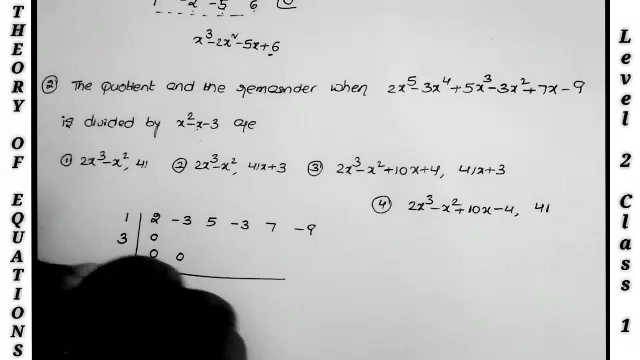 THEORY OF EQUATIONS
1 -2 -5 6 0
x³-2x²-5x+6
② The Quotient and the remainder when 2x⁵-3x⁴+5x³-3x²+7x-9
is divided by x²-x-3 are
① 2x³-x², 41 ② 2x³-x², 41x+3 ③ 2x³-x²+10x+4, 41x+3
④ 2x³-x²+10x-4, 41
1 2 -3 5 -3 7 -9
3 0
0 0
Level 2 Class 1